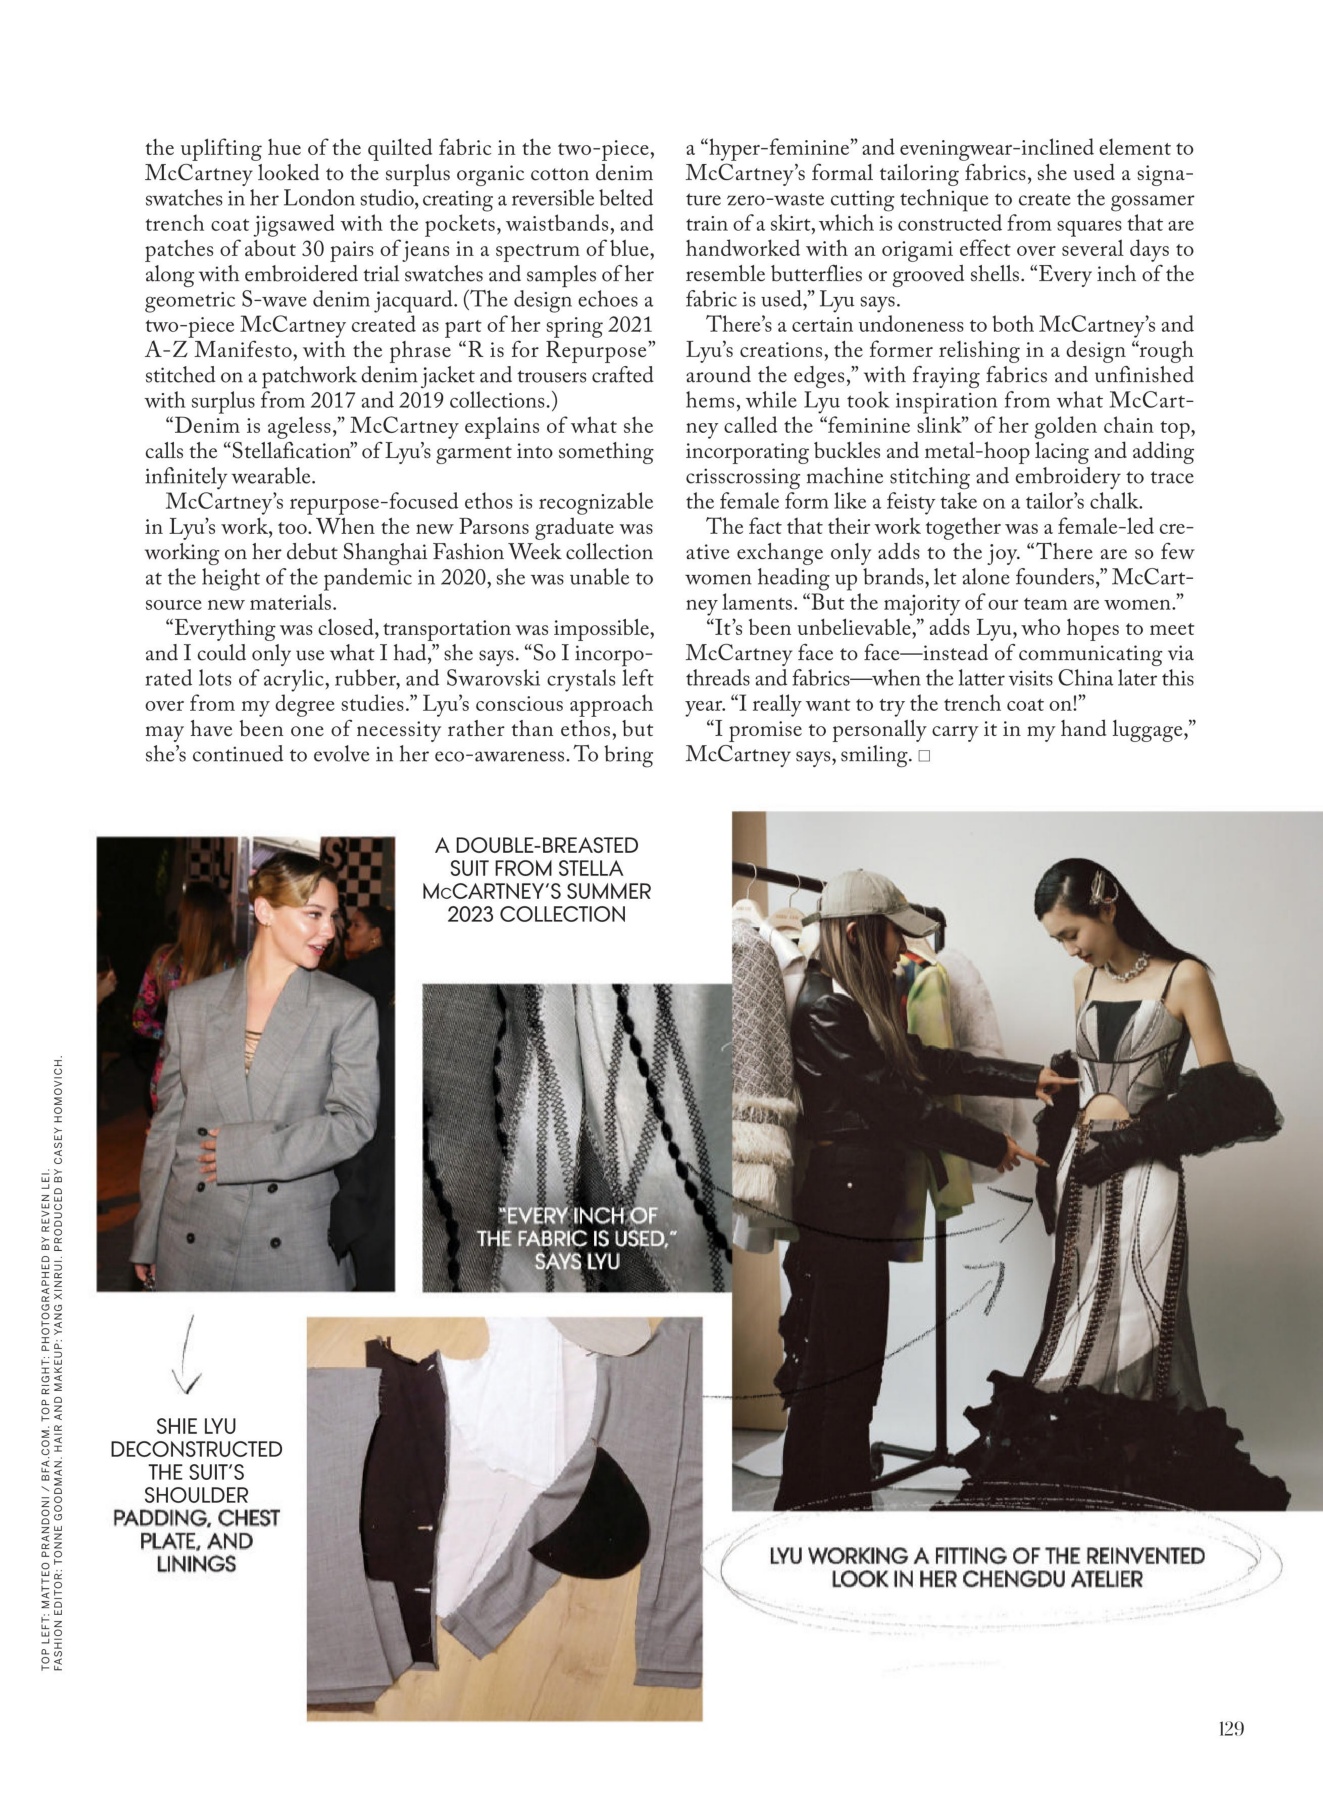 the uplifting hue of the quilted fabric in the two-piece,
McCartney looked to the surplus organic cotton denim
swatches in her London studio, creating a reversible belted
trench coat jigsawed with the pockets, waistbands, and
patches of about 30 pairs of jeans in a spectrum of blue,
along with embroidered trial swatches and samples of her
geometric S-wave denim jacquard. (The design echoes a
two-piece McCartney created as part of her spring 2021
A-Z Manifesto, with the phrase “R is for Repurpose”
stitched on a patchwork denim jacket and trousers crafted
with surplus from 2017 and 2019 collections.)
“Denim is ageless,” McCartney explains of what she
calls the “Stellafication” of Lyu’s garment into something
infinitely wearable.
McCartney’s repurpose-focused ethos is recognizable
in Lyu’s work, too. When the new Parsons graduate was
working on her debut Shanghai Fashion Week collection
at the height of the pandemic in 2020, she was unable to
source new materials.
“Everything was closed, transportation was impossible,
and I could only use what I had,” she says. “So I incorpo-
rated lots of acrylic, rubber, and Swarovski crystals left
over from my degree studies.” Lyu’s conscious approach
may have been one of necessity rather than ethos, but
she’s continued to evolve in her eco-awareness. To bring
a “hyper-feminine” and eveningwear-inclined element to
McCartney’s formal tailoring fabrics, she used a signa-
ture zero-waste cutting technique to create the gossamer
train of a skirt, which is constructed from squares that are
handworked with an origami effect over several days to
resemble butterflies or grooved shells. “Every inch of the
fabric is used,” Lyu says.
There’s a certain undoneness to both McCartney’s and
Lyu’s creations, the former relishing in a design “rough
around the edges,” with fraying fabrics and unfinished
hems, while Lyu took inspiration from what McCart-
ney called the “feminine slink” of her golden chain top,
incorporating buckles and metal-hoop lacing and adding
crisscrossing machine stitching and embroidery to trace
the female form like a feisty take on a tailor’s chalk.
The fact that their work together was a female-led cre-
ative exchange only adds to the joy. “There are so few
women heading up brands, let alone founders,” McCart-
ney laments. “But the majority of our team are women.”
“It’s been unbelievable,” adds Lyu, who hopes to meet
McCartney face to face—instead of communicating via
threads and fabrics—when the latter visits China later this
year. “I really want to try the trench coat on!”
“I promise to personally carry it in my hand luggage,”
McCartney says, smiling. □
A DOUBLE-BREASTED
SUIT FROM STELLA
McCARTNEY’S SUMMER
2023 COLLECTION
“EVERY INCH OF
THE FABRIC IS USED,”
SAYS LYU
SHIE LYU
DECONSTRUCTED
THE SUIT’S
SHOULDER
PADDING, CHEST
PLATE, AND
LININGS
LYU WORKING A FITTING OF THE REINVENTED
LOOK IN HER CHENGDU ATELIER
TOP LEFT: MATTEO PRANDONI / BFA.COM. TOP RIGHT: PHOTOGRAPHED BY REVEN LEI.
FASHION EDITOR: TONNE GOODMAN. HAIR AND MAKEUP: YANG XINRUI. PRODUCED BY CASEY HOMOVICH.
129